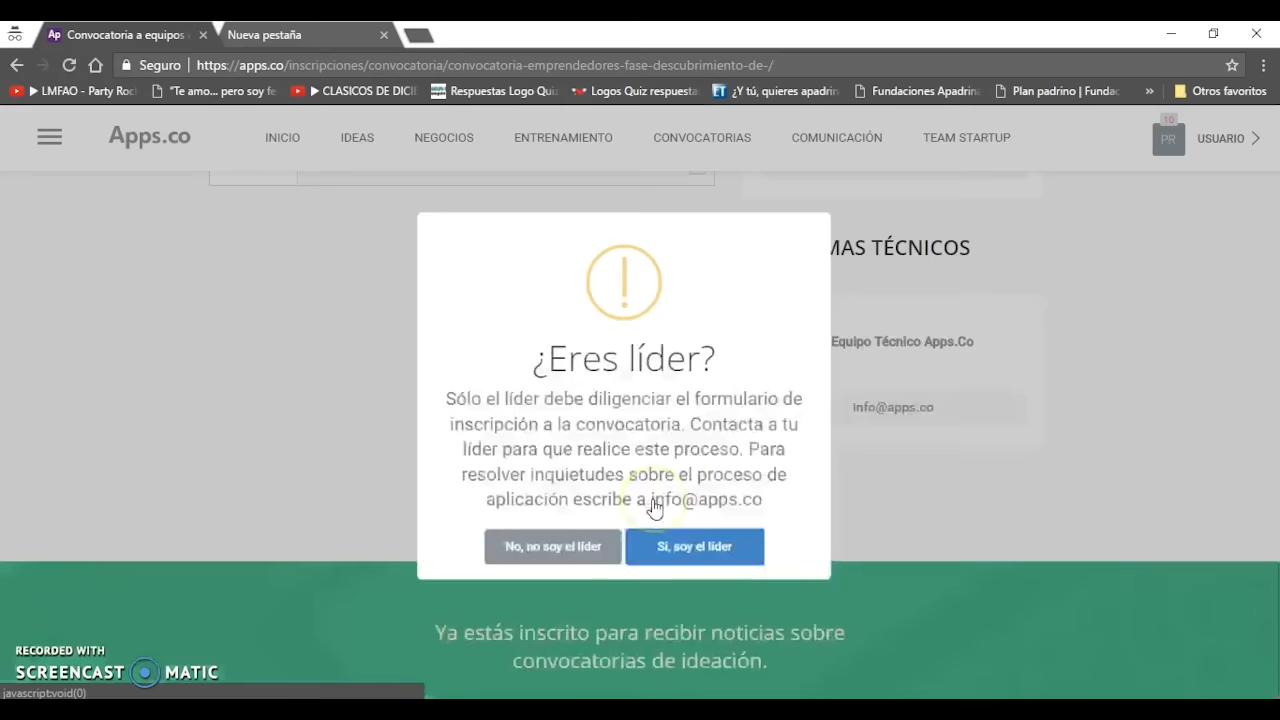 Convocatoria a equipos
Nueva pestaña
Seguro
https://apps.co/inscripciones/convocatoria/convocatoria-emprendedores-fase-descubrimiento-de-/
LMFAO - Party Roc
"Te amo... pero sy fe
CLASICOS DE DICIE
Respuestas Logo Quiz
Logos Quiz respuesta
¿Y tú, quieres apadrin
Fundaciones Apadrina
Plan padrino | Fundac
»
Otros favoritos
Apps.co
INICIO
IDEAS
NEGOCIOS
ENTRENAMIENTO
CONVOCATORIAS
COMUNICACIÓN
TEAM STARTUP
10
PR
USUARIO
MAS TÉCNICOS
Equipo Técnico Apps.Co
info@apps.co
¿Eres líder?
Sólo el líder debe diligenciar el formulario de
inscripción a la convocatoria. Contacta a tu
líder para que realice este proceso. Para
resolver inquietudes sobre el proceso de
aplicación escribe a info@apps.co
No, no soy el líder
Si, soy el líder
Ya estás inscrito para recibir noticias sobre
convocatorias de ideación.
RECORDED WITH
SCREENCAST MATIC
javascript:void(0)